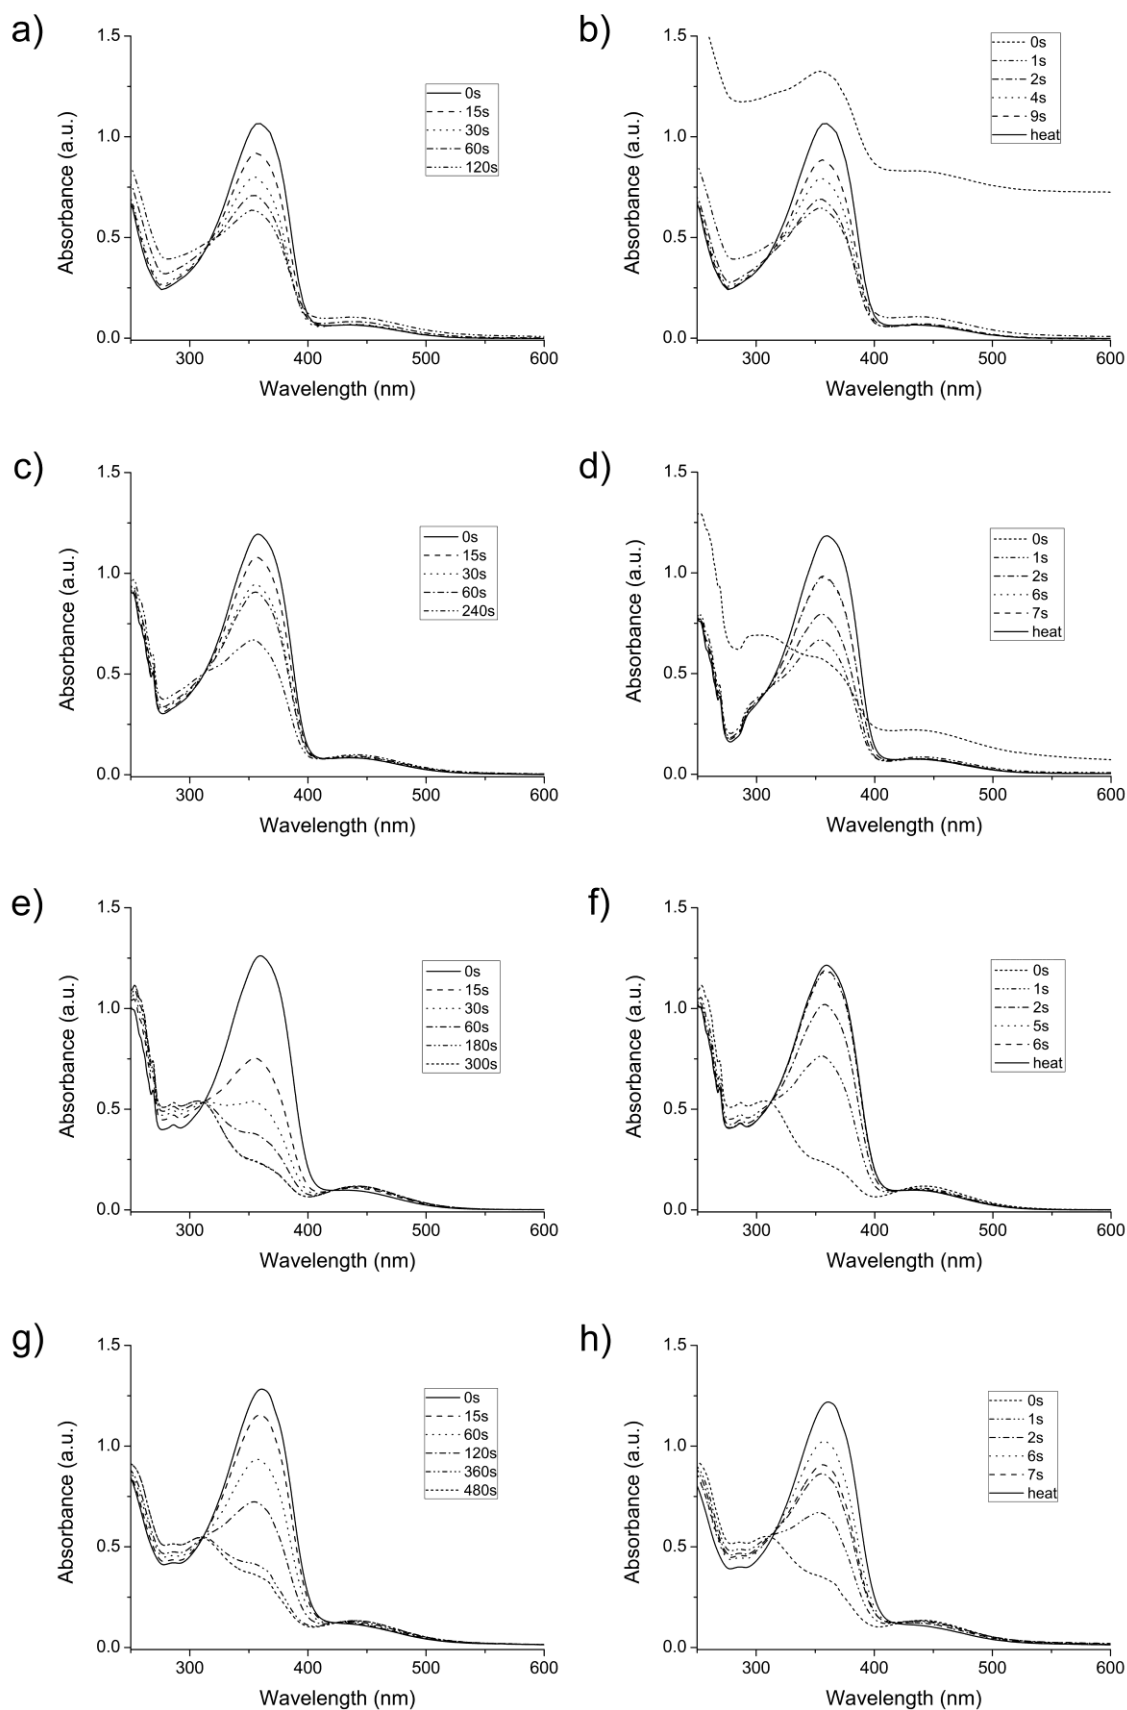 a)
1.5
1.0
0.5
0.0
Absorbance (a.u.)
300
400
500
600
Wavelength (nm)
0s
15s
30s
60s
120s
b)
1.5
1.0
0.5
0.0
Absorbance (a.u.)
300
400
500
600
Wavelength (nm)
0s
1s
2s
4s
9s
heat
c)
1.5
1.0
0.5
0.0
Absorbance (a.u.)
300
400
500
600
Wavelength (nm)
0s
15s
30s
60s
240s
d)
1.5
1.0
0.5
0.0
Absorbance (a.u.)
300
400
500
600
Wavelength (nm)
0s
1s
2s
6s
7s
heat
e)
1.5
1.0
0.5
0.0
Absorbance (a.u.)
300
400
500
600
Wavelength (nm)
0s
15s
30s
60s
180s
300s
f)
1.5
1.0
0.5
0.0
Absorbance (a.u.)
300
400
500
600
Wavelength (nm)
0s
1s
2s
5s
6s
heat
g)
1.5
1.0
0.5
0.0
Absorbance (a.u.)
300
400
500
600
Wavelength (nm)
0s
15s
60s
120s
360s
480s
h)
1.5
1.0
0.5
0.0
Absorbance (a.u.)
300
400
500
600
Wavelength (nm)
0s
1s
2s
6s
7s
heat